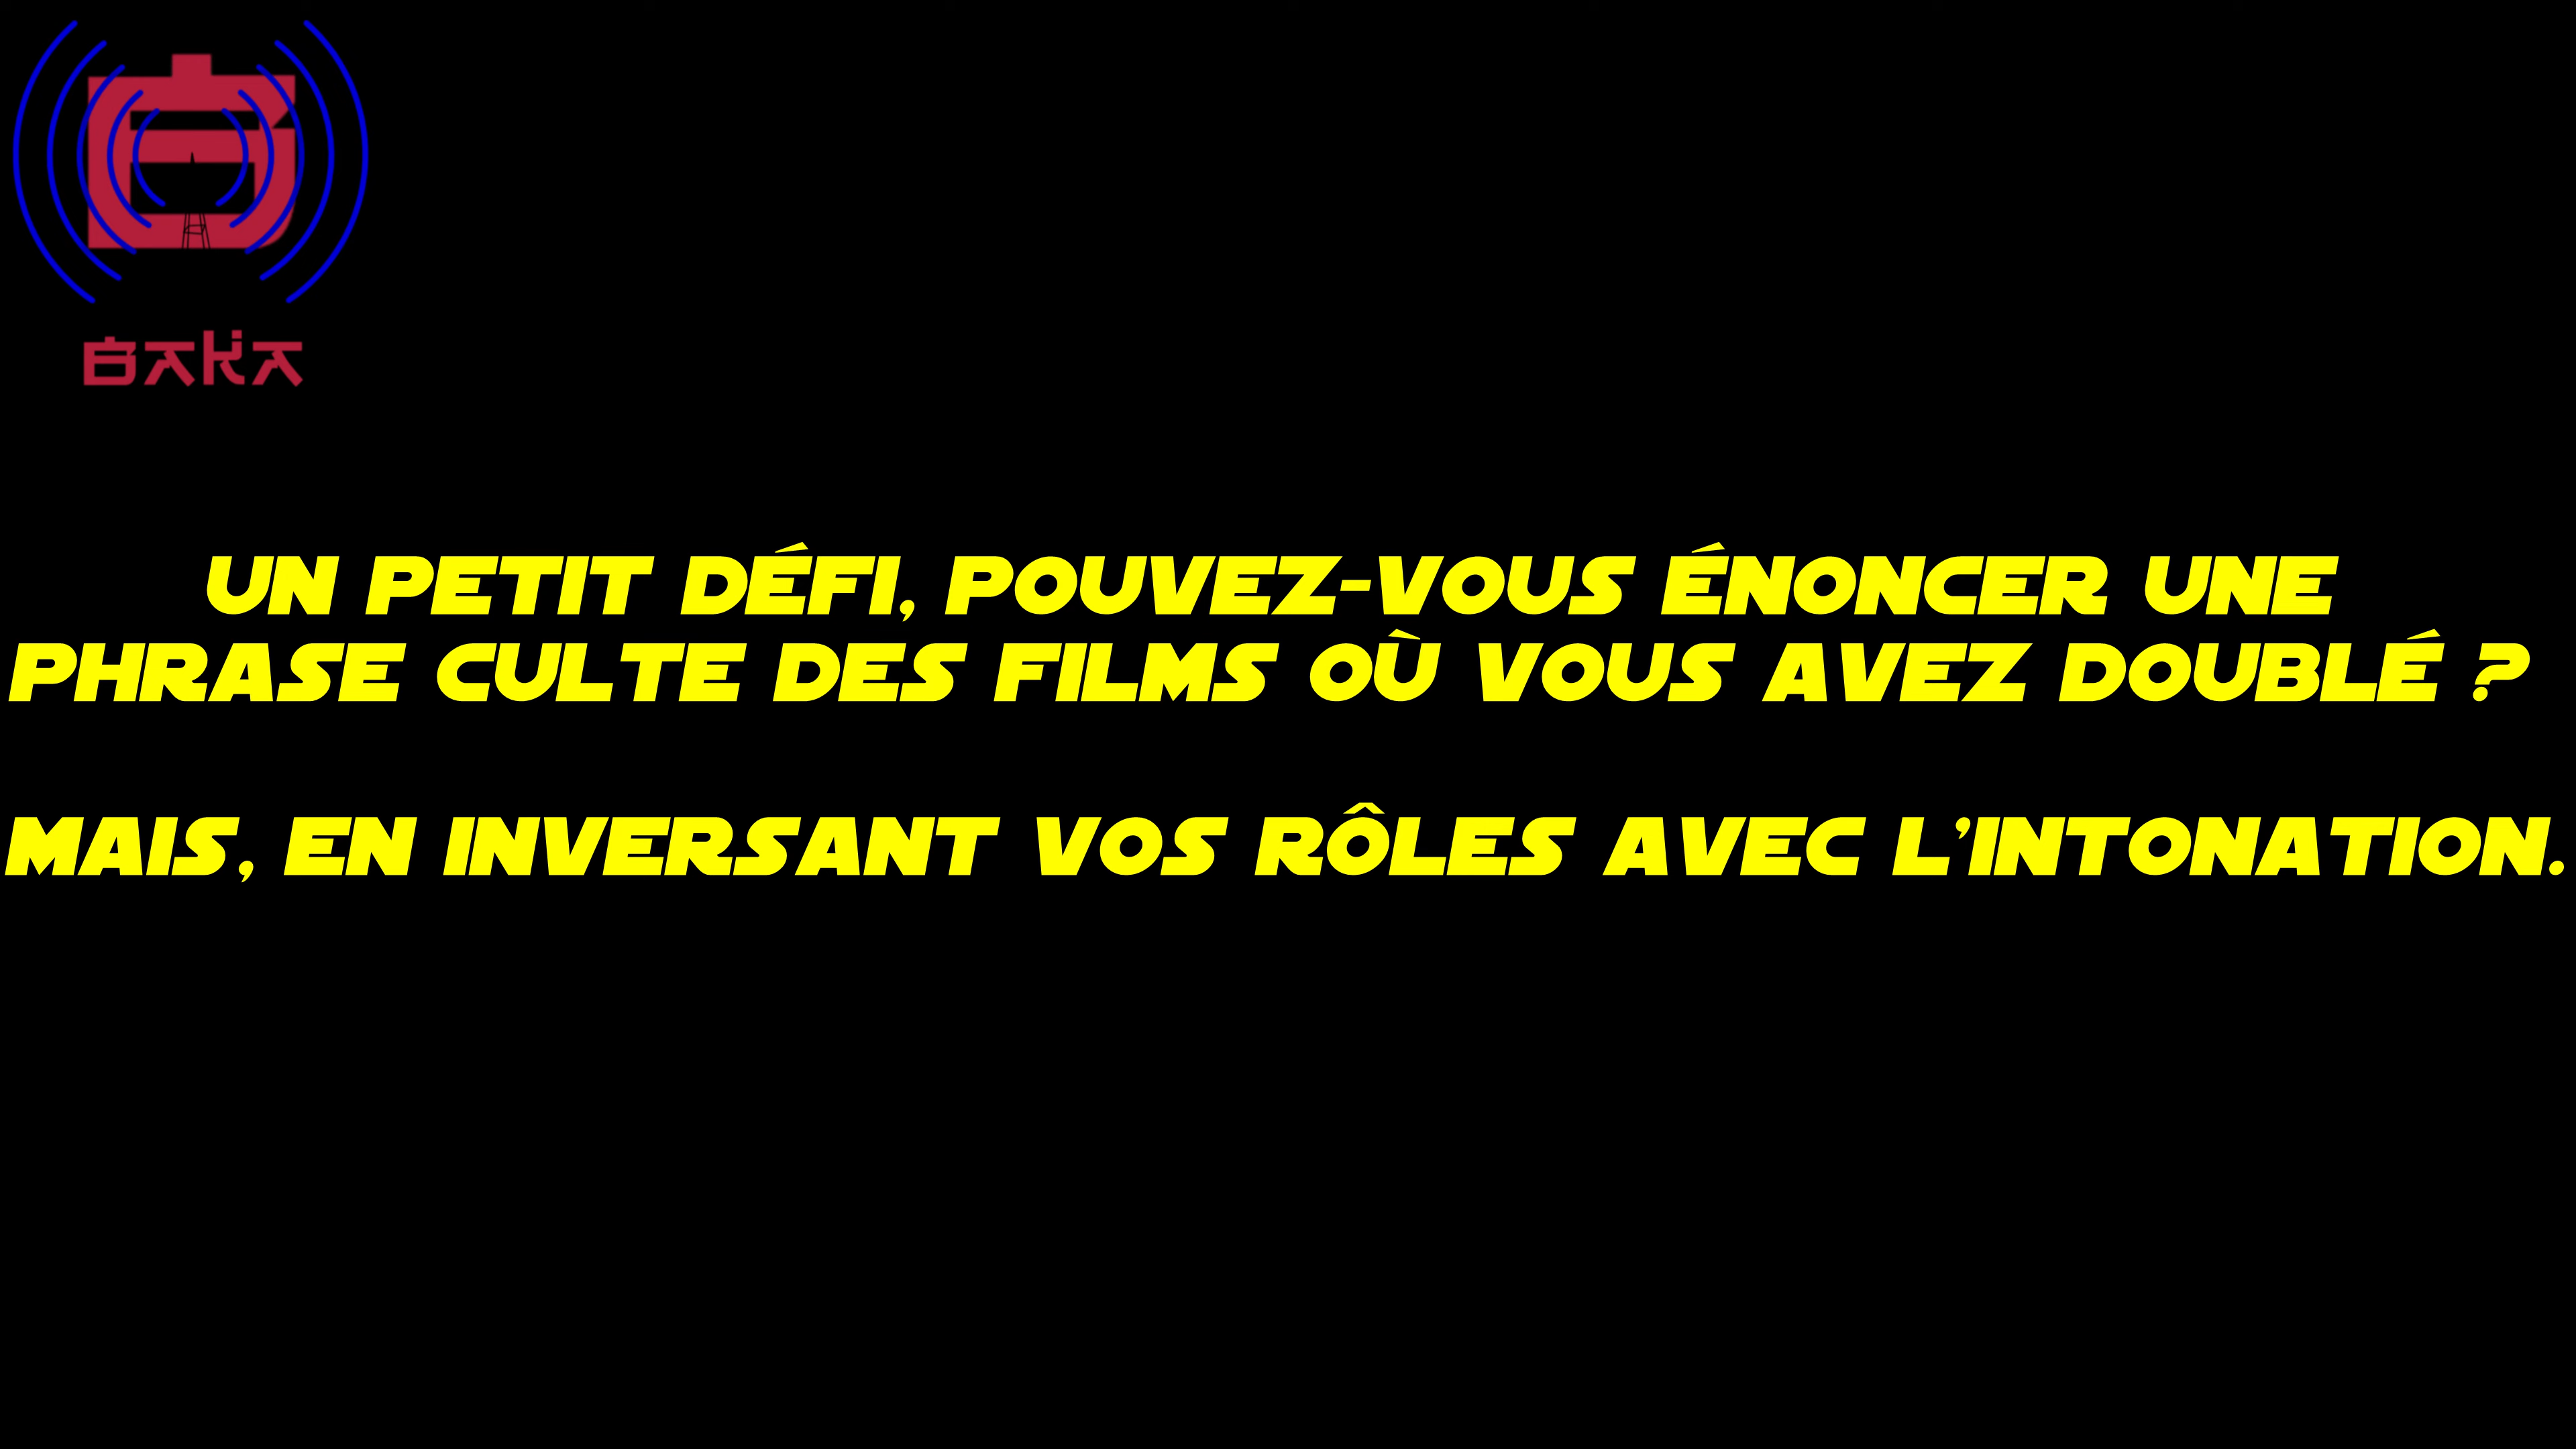 BAKA
UN PETIT DÉFI, POUVEZ-VOUS ÉNONCER UNE
PHRASE CULTE DES FILMS OÙ VOUS AVEZ DOUBLÉ ?
MAIS, EN INVERSANT VOS RÔLES AVEC L'INTONATION.